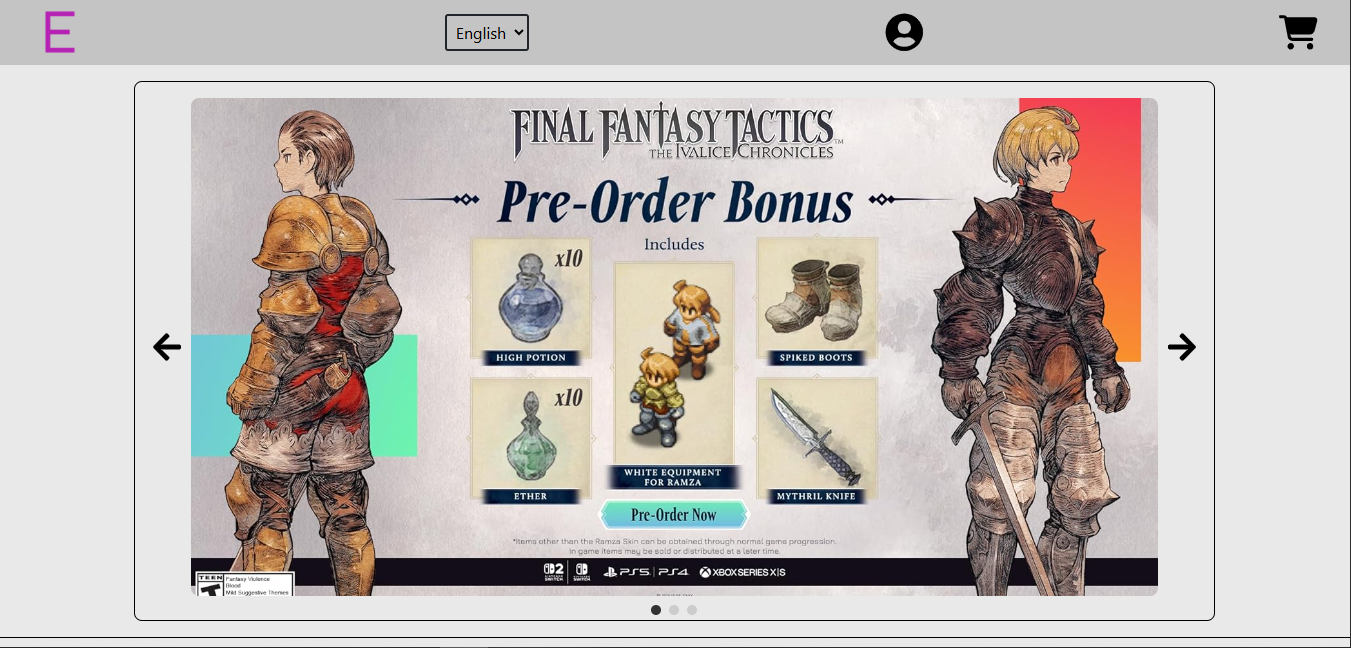 E
English
FINAL FANTASY TACTICS
THE IVALICE CHRONICLES
Pre-Order Bonus
Includes
x10
HIGH POTION
SPIKED BOOTS
x10
ETHER
WHITE EQUIPMENT
FOR RAMZA
MYTHRIL KNIFE
Pre-Order Now
*Items other than the Ramza Skin can be obtained through normal game progression.
In game items may be sold or distributed at a later time.
TEEN
T
Fantasy Violence
Blood
Mild Suggestive Themes
2 PS5 | PS4 XBOX SERIES X|S